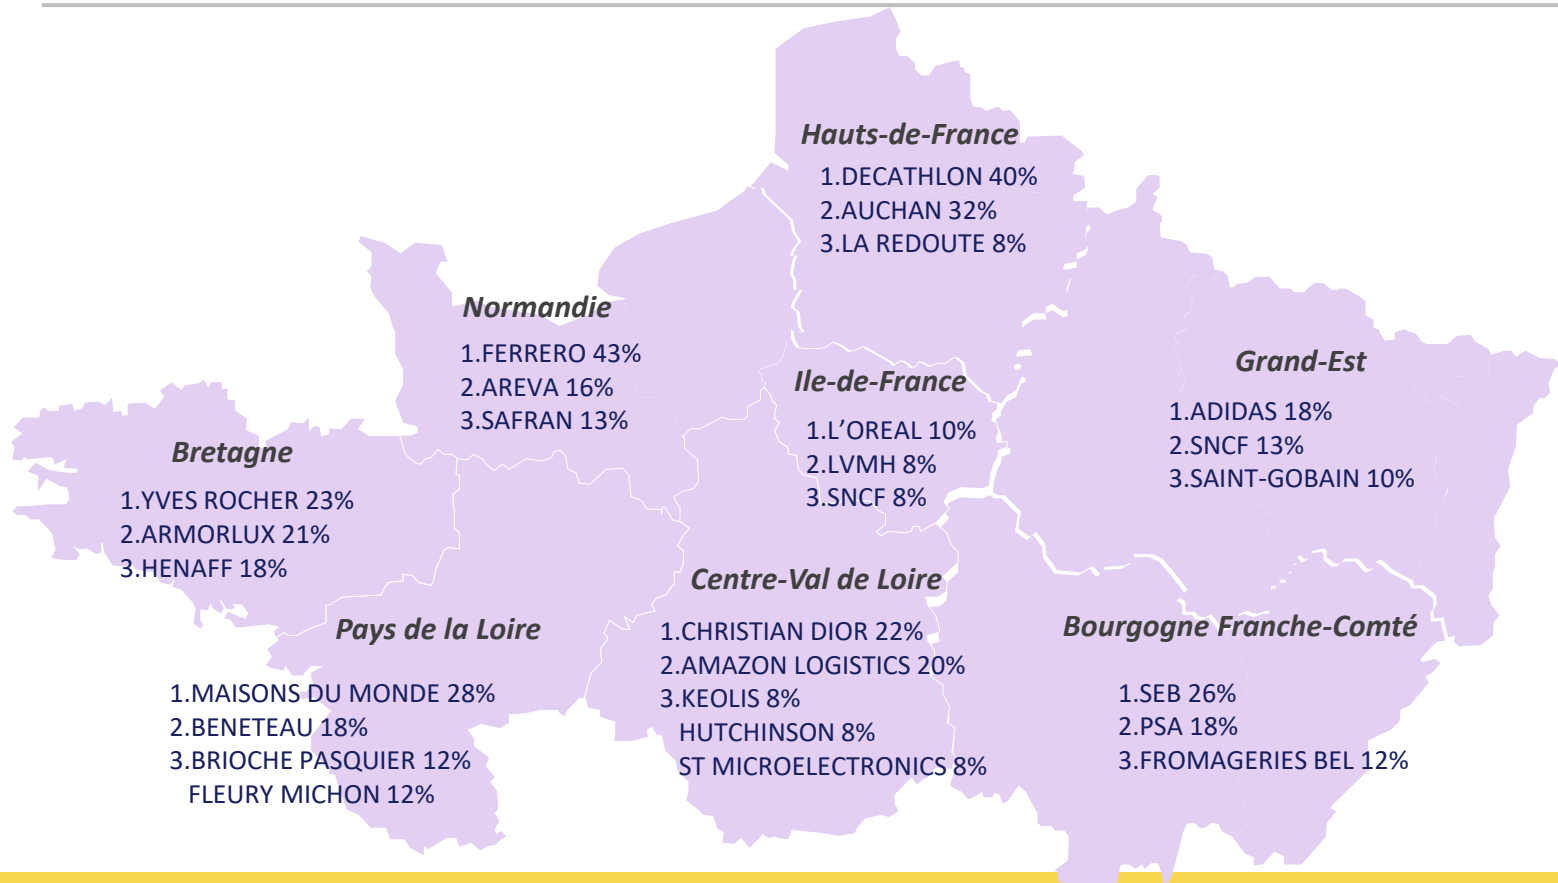 Hauts-de-France
1.DECATHLON 40%
2.AUCHAN 32%
3.LA REDOUTE 8%
Normandie
1.FERRERO 43%
2.AREVA 16%
3.SAFRAN 13%
Ile-de-France
1.L’OREAL 10%
2.LVMH 8%
3.SNCF 8%
Grand-Est
1.ADIDAS 18%
2.SNCF 13%
3.SAINT-GOBAIN 10%
Bretagne
1.YVES ROCHER 23%
2.ARMORLUX 21%
3.HENAFF 18%
Pays de la Loire
1.MAISONS DU MONDE 28%
2.BENETEAU 18%
3.BRIOCHE PASQUIER 12%
FLEURY MICHON 12%
Centre-Val de Loire
1.CHRISTIAN DIOR 22%
2.AMAZON LOGISTICS 20%
3.KEOLIS 8%
HUTCHINSON 8%
ST MICROELECTRONICS 8%
Bourgogne Franche-Comté
1.SEB 26%
2.PSA 18%
3.FROMAGERIES BEL 12%